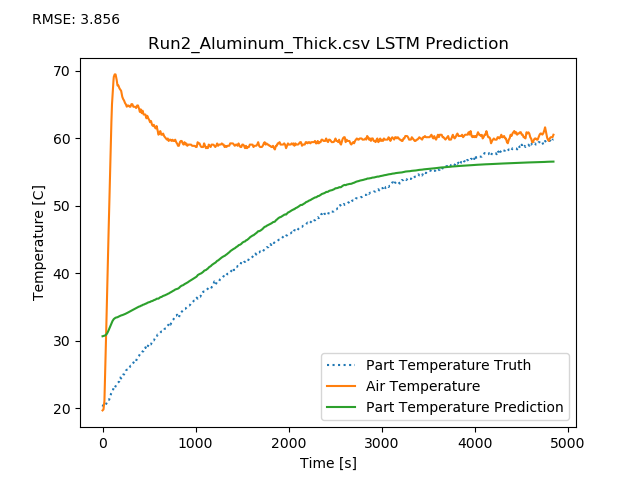 RMSE: 3.856
Run2_Aluminum_Thick.csv LSTM Prediction
70
60
50
40
30
20
Temperature [C]
Part Temperature Truth
Air Temperature
Part Temperature Prediction
0 1000 2000 3000 4000 5000
Time [s]